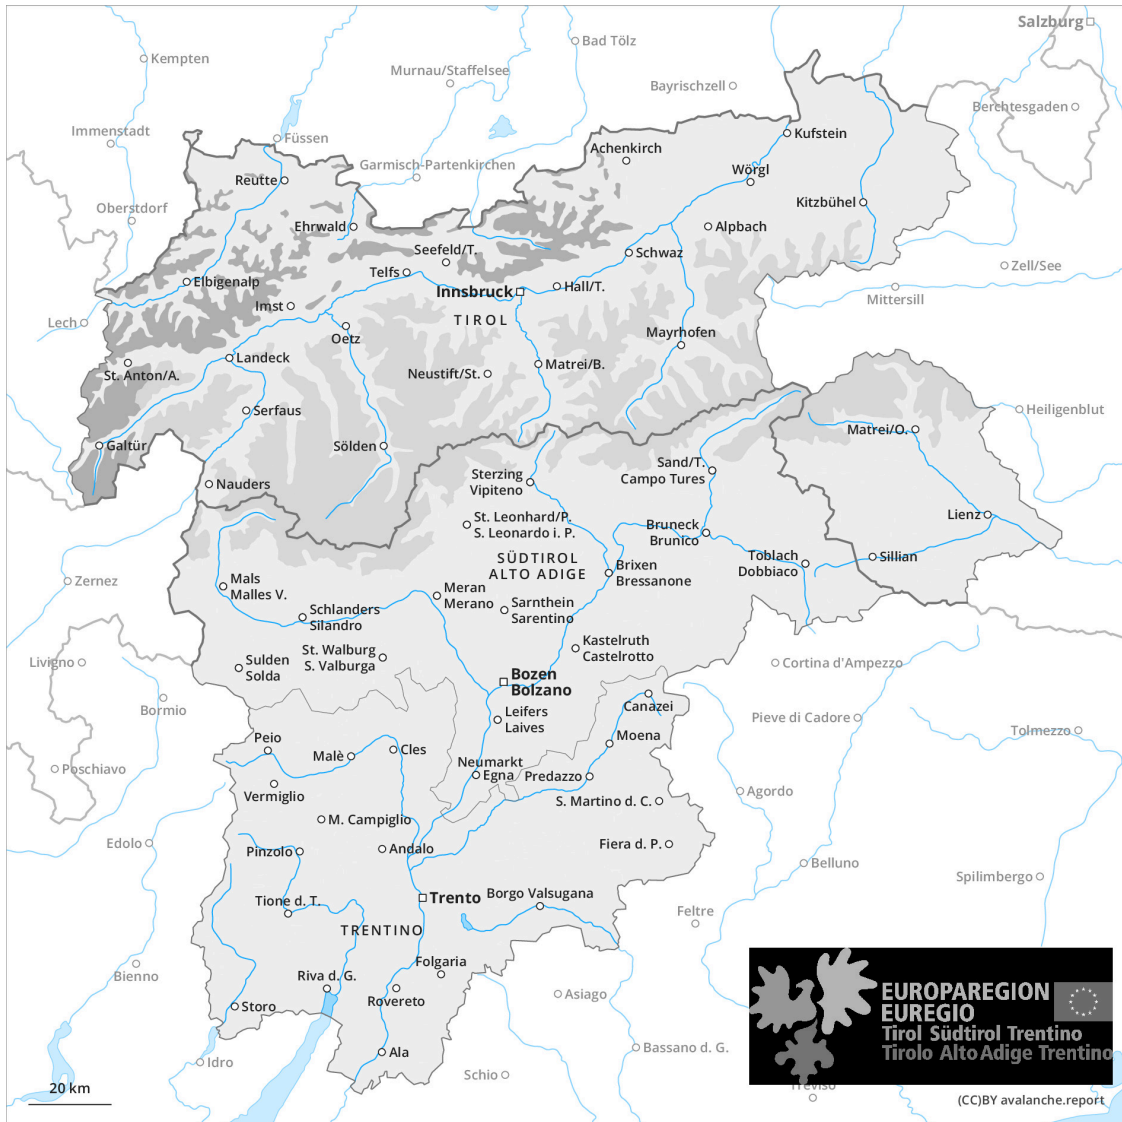 Salzburg
Bad Tölz
Kempten
Murnau/Staffelsee
Bayrischzell
Berchtesgaden
Immenstadt
Füssen
Kufstein
Achenkirch
Garmisch-Partenkirchen
Wörgl
Reutte
Kitzbühel
Oberstdorf
Ehrwald
Alpbach
Seefeld/T.
Schwaz
Zell/See
Telfs
Elbigenalp
Innsbruck
Hall/T.
Mittersill
Imst
TIROL
Lech
Oetz
Mayrhofen
Landeck
Matrei/B.
St. Anton/A.
Neustift/St.
Serfaus
Heiligenblut
Matrei/O.
Galtür
Sölden
Sand/T.
Campo Tures
Sterzing
Vipiteno
Nauders
Lienz
St. Leonhard/P.
S. Leonardo i. P.
Bruneck
Brunico
SÜDTIROL
ALTO ADIGE
Toblach
Dobbiaco
Sillian
Brixen
Bressanone
Zernez
Mals
Malles V.
Meran
Merano
Sarnthein
Sarentino
Schlanders
Silandro
Kastelruth
Castelrotto
St. Walburg
S. Valburga
Livigno
Sulden
Solda
Cortina d'Ampezzo
Bozen
Bolzano
Bormio
Canazei
Leifers
Laives
Pieve di Cadore
Tolmezzo
Peio
Moena
Malè
Cles
Poschiavo
Neumarkt
Egna
Predazzo
Vermiglio
Agordo
S. Martino d. C.
M. Campiglio
Edolo
Pinzolo
Andalo
Fiera d. P.
Belluno
Spilimbergo
Tione d. T.
Trento
Borgo Valsugana
Feltre
TRENTINO
Folgaria
Bienno
Riva d. G.
Rovereto
Asiago
Storo
EUROPAREGION
EUREGIO
Tirol Südtirol Trentino
Tirolo Alto Adige Trentino
Idro
Ala
Bassano d. G.
Schio
Treviso
20 km
(CC)BY avalanche.report